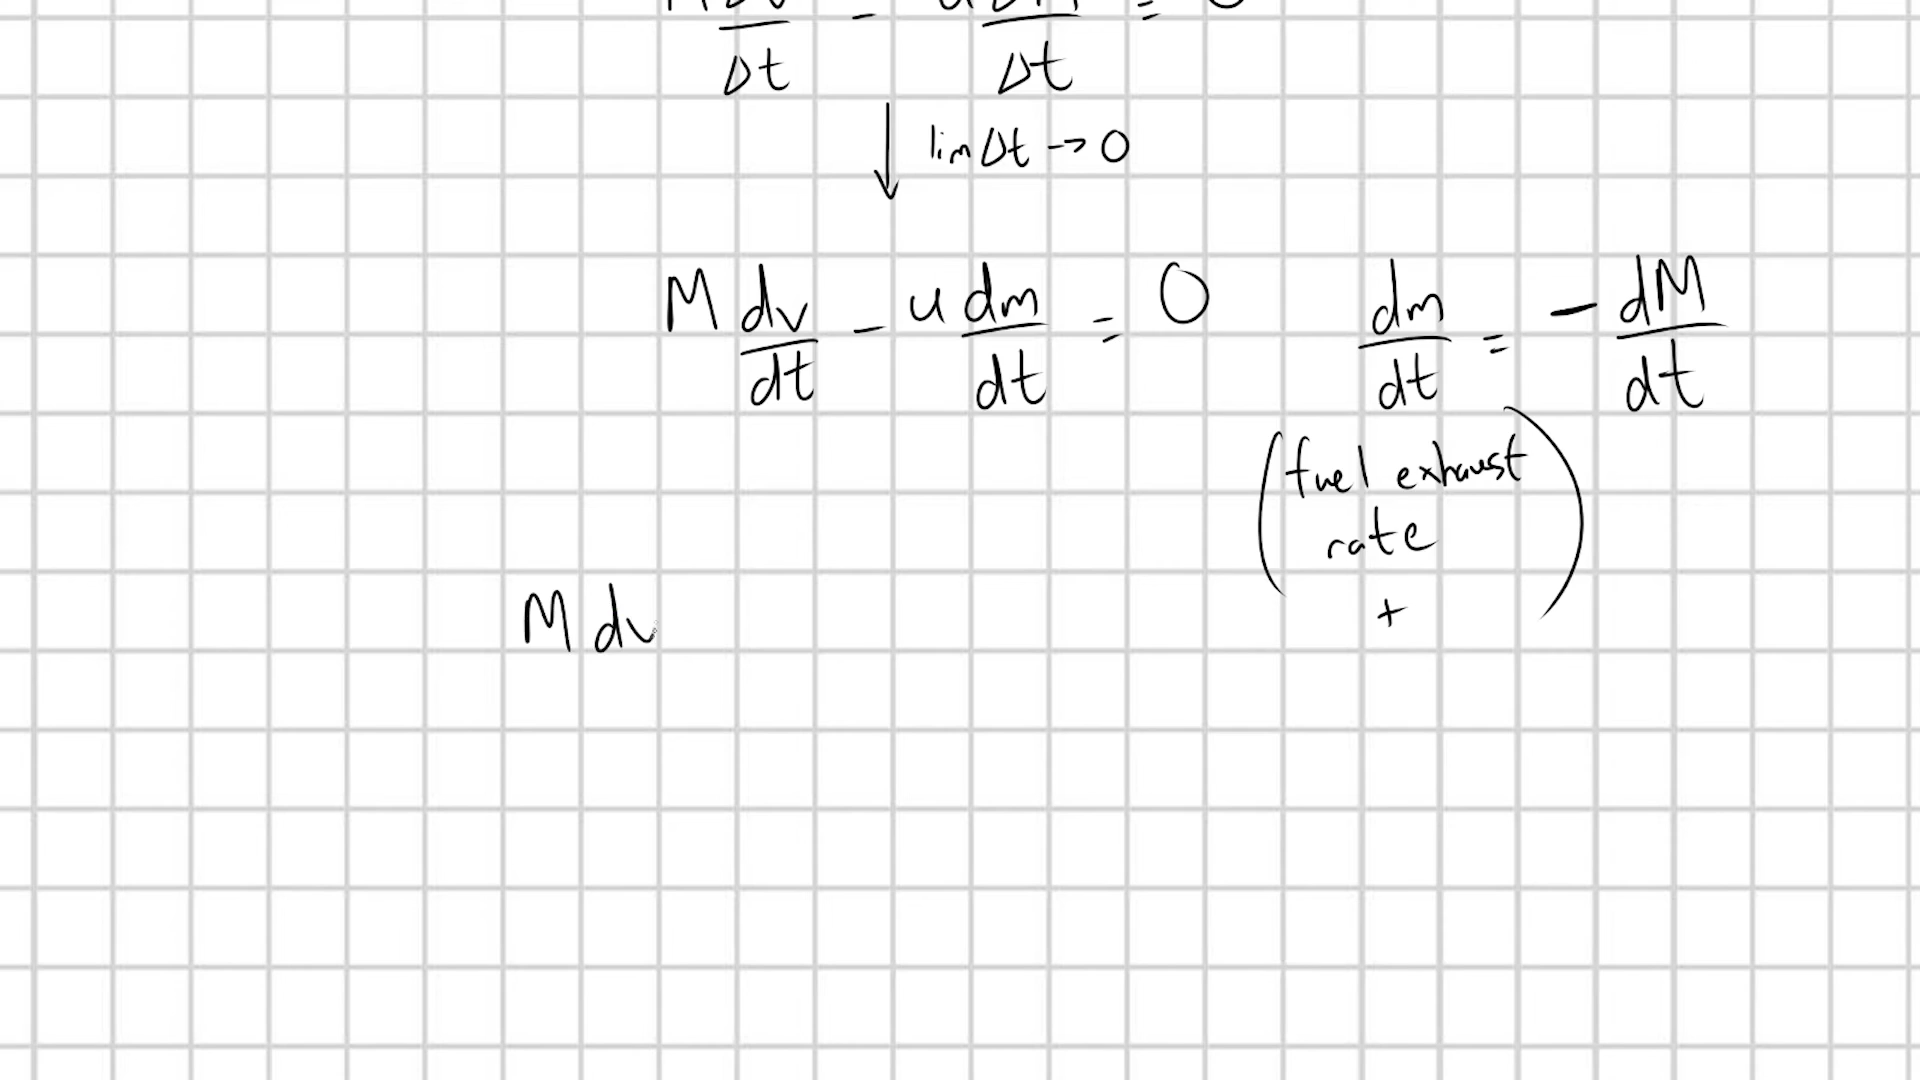 Δt Δt
lim Δt → 0
M dv/dt - u dm/dt = 0 dm/dt = - dM/dt
(fuel exhaust
rate
+)
M dv